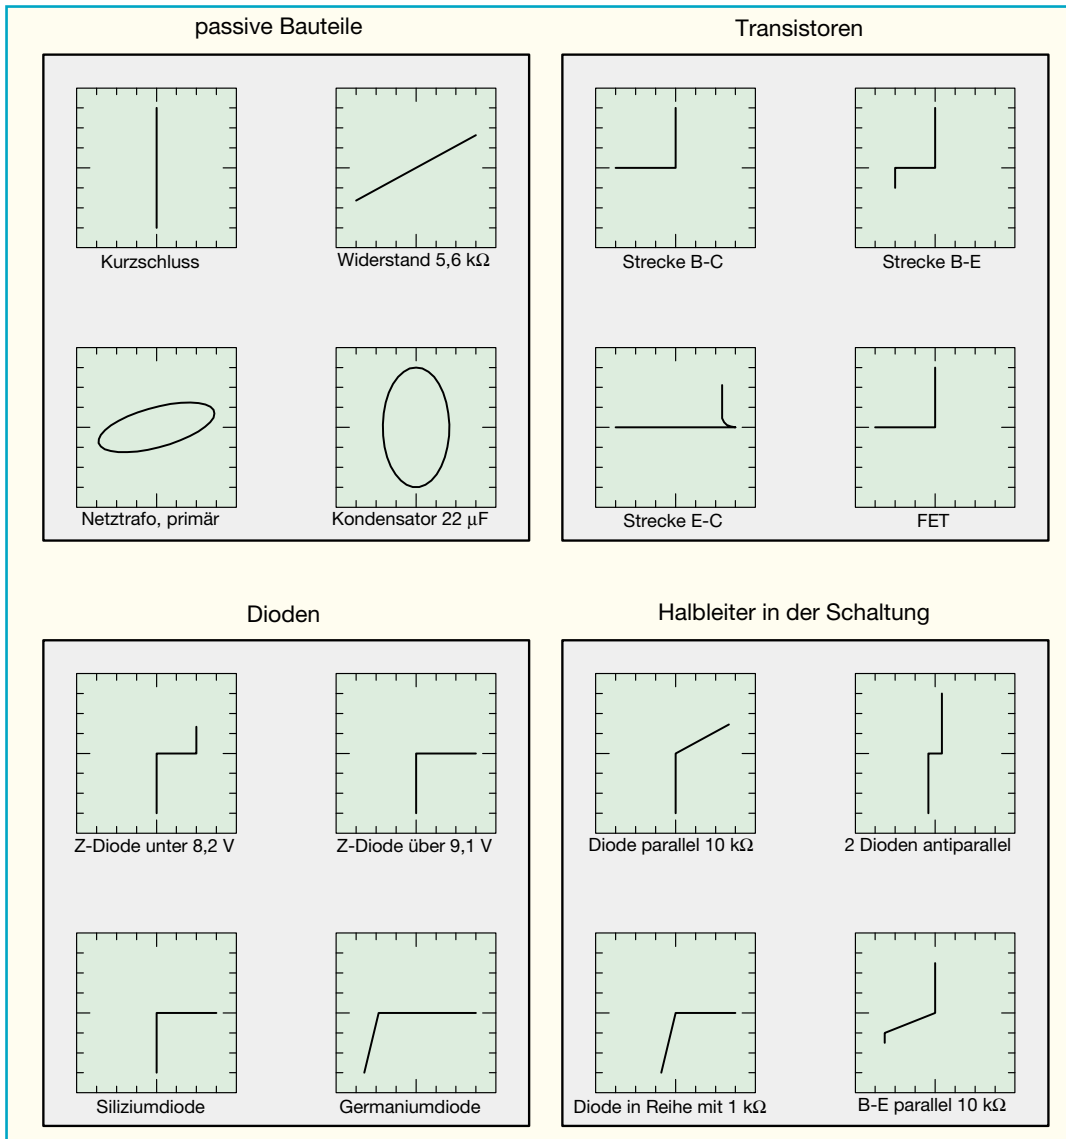 passive Bauteile
Transistoren
Kurzschluss
Widerstand 5,6 kΩ
Strecke B-C
Strecke B-E
Netztrafo, primär
Kondensator 22 μF
Strecke E-C
FET
Dioden
Halbleiter in der Schaltung
Z-Diode unter 8,2 V
Z-Diode über 9,1 V
Diode parallel 10 kΩ
2 Dioden antiparallel
Siliziumdiode
Germaniumdiode
Diode in Reihe mit 1 kΩ
B-E parallel 10 kΩ